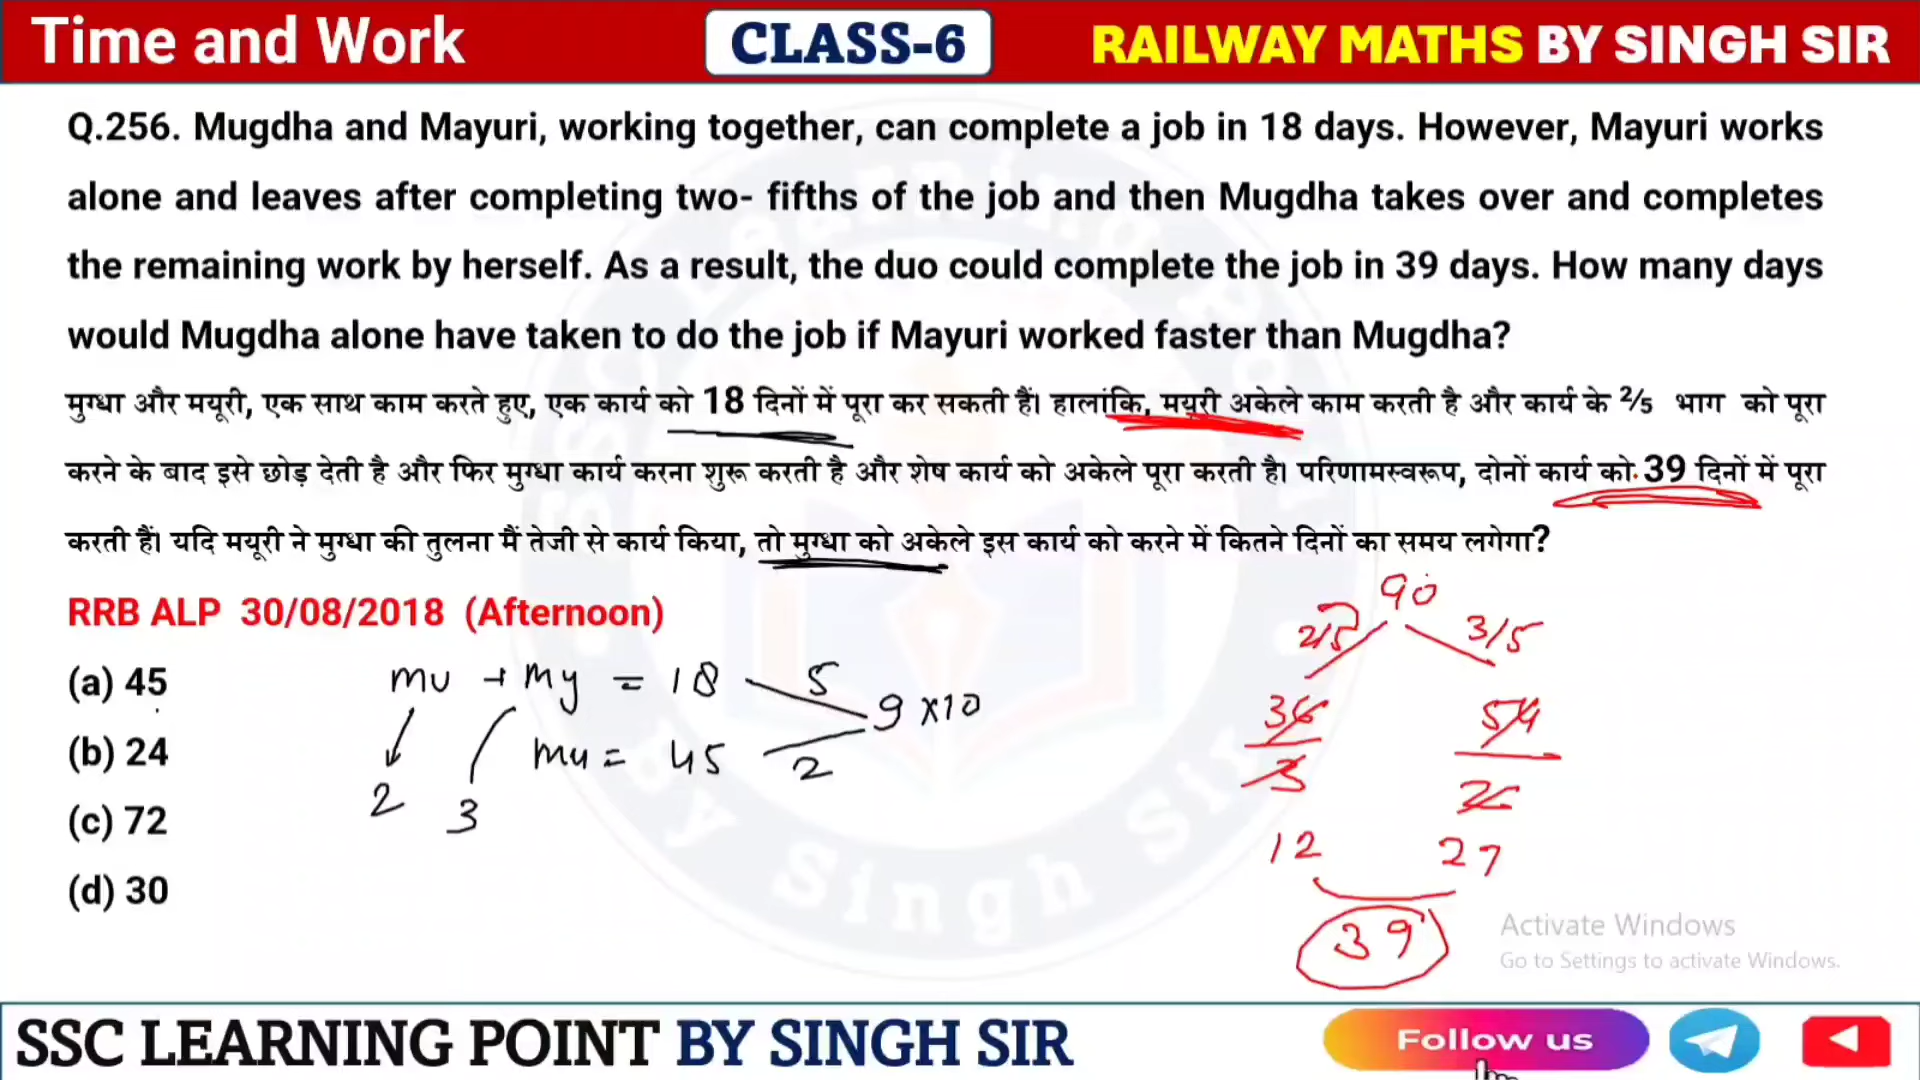 Time and Work
CLASS-6
RAILWAY MATHS BY SINGH SIR
Q.256. Mugdha and Mayuri, working together, can complete a job in 18 days. However, Mayuri works
alone and leaves after completing two- fifths of the job and then Mugdha takes over and completes
the remaining work by herself. As a result, the duo could complete the job in 39 days. How many days
would Mugdha alone have taken to do the job if Mayuri worked faster than Mugdha?
मुग्धा और मयूरी, एक साथ काम करते हुए, एक कार्य को 18 दिनों में पूरा कर सकती हैं। हालांकि, मयूरी अकेले काम करती है और कार्य के ²/₅ भाग को पूरा
करने के बाद इसे छोड़ देती है और फिर मुग्धा कार्य करना शुरू करती है और शेष कार्य को अकेले पूरा करती है। परिणामस्वरूप, दोनों कार्य को 39 दिनों में पूरा
करती हैं। यदि मयूरी ने मुग्धा की तुलना मैं तेजी से कार्य किया, तो मुग्धा को अकेले इस कार्य को करने में कितने दिनों का समय लगेगा?
RRB ALP 30/08/2018 (Afternoon)
(a) 45
(b) 24
(c) 72
(d) 30
mu + my = 18
5
9 x10
mu = 45
2
2
3
90
2/5
3/5
36
54
3
2
12
27
39
Activate Windows
Go to Settings to activate Windows.
SSC LEARNING POINT BY SINGH SIR
Follow us